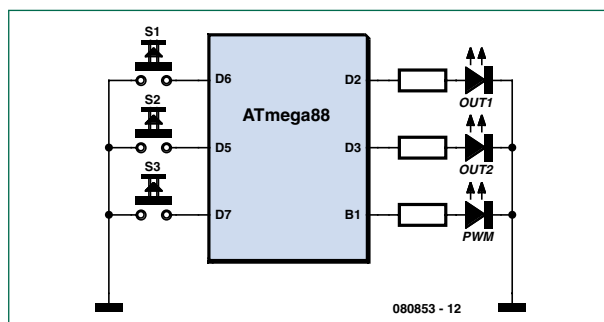 S1
D6
D2
ATmega88
OUT1
S2
D5
D3
OUT2
S3
D7
B1
PWM
080853 - 12